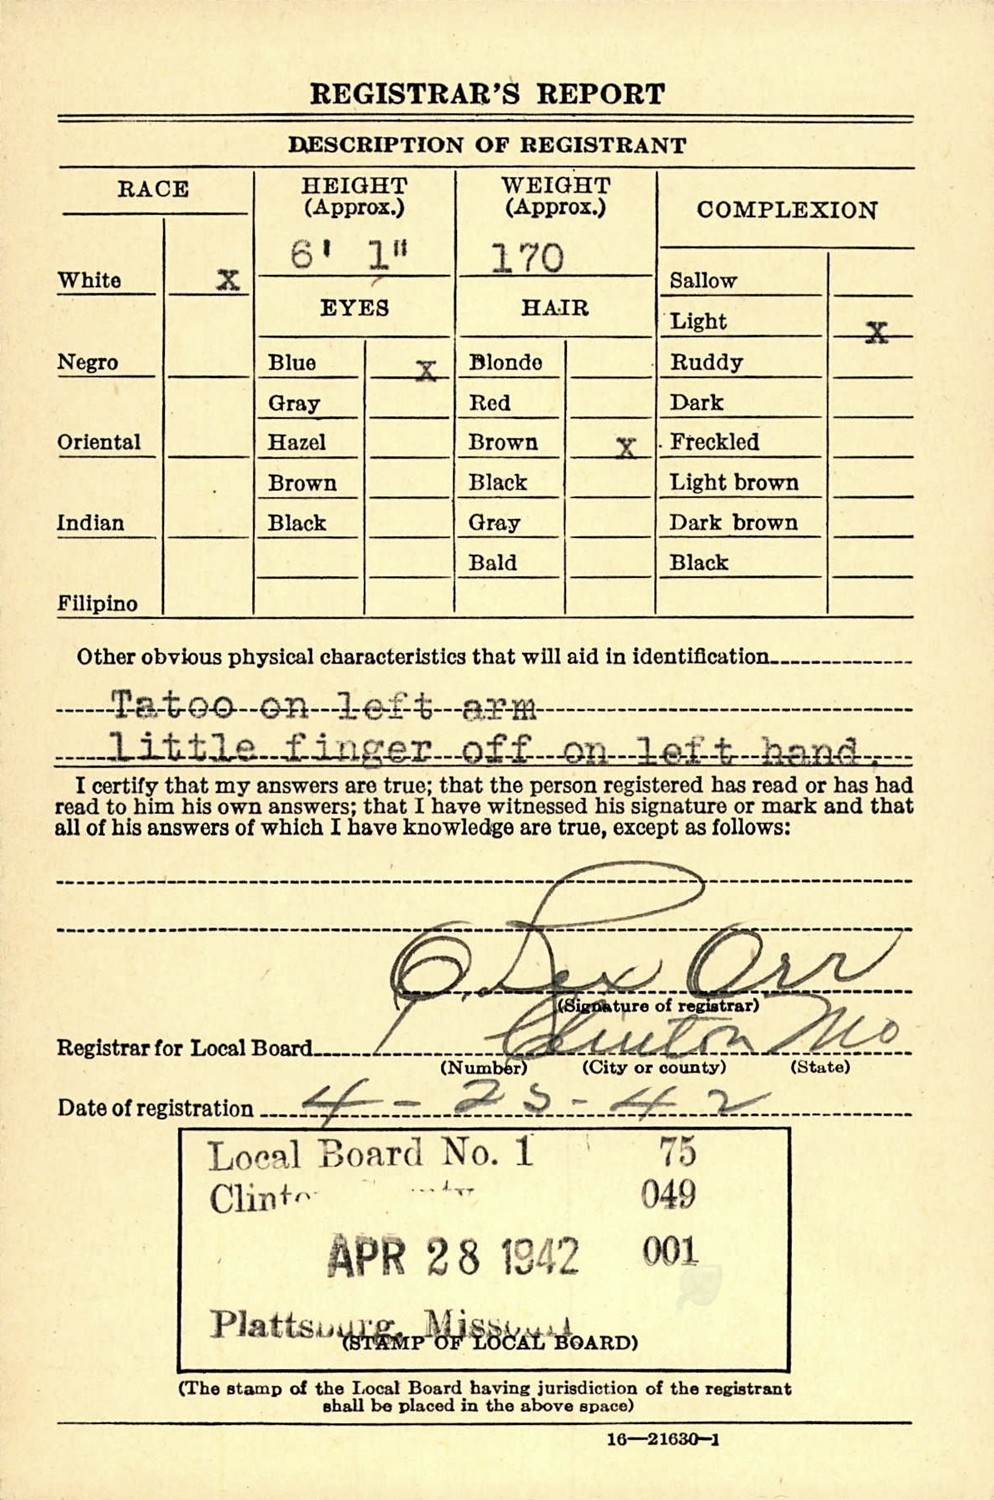 REGISTRAR'S REPORT
DESCRIPTION OF REGISTRANT
RACE
HEIGHT
(Approx.)
WEIGHT
(Approx.)
COMPLEXION
6' 1"
170
White X
Sallow
EYES
HAIR
Light X
Negro
Blue X
Blonde
Ruddy
Gray
Red
Dark
Oriental
Hazel
Brown X
Freckled
Brown
Black
Light brown
Indian
Black
Gray
Dark brown
Bald
Black
Filipino
Other obvious physical characteristics that will aid in identification
Tatoo on left arm
little finger off on left hand.
I certify that my answers are true; that the person registered has read or has had
read to him his own answers; that I have witnessed his signature or mark and that
all of his answers of which I have knowledge are true, except as follows:
O. Rex Orr
(Signature of registrar)
Registrar for Local Board 1 Clinton Mo
(Number) (City or county) (State)
Date of registration 4 - 25 - 42
Local Board No. 1 75
049
APR 28 1942 001
Plattsburg, Missouri
(STAMP OF LOCAL BOARD)
(The stamp of the Local Board having jurisdiction of the registrant
shall be placed in the above space)
16—21630-1